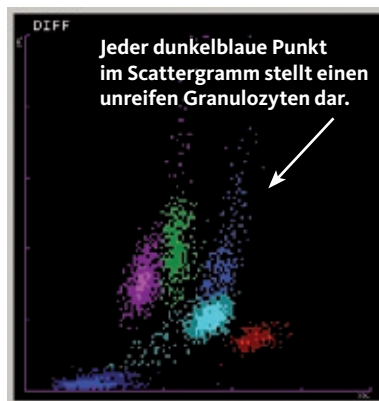 DIFF
Jeder dunkelblaue Punkt
im Scattergramm stellt einen
unreifen Granulozyten dar.